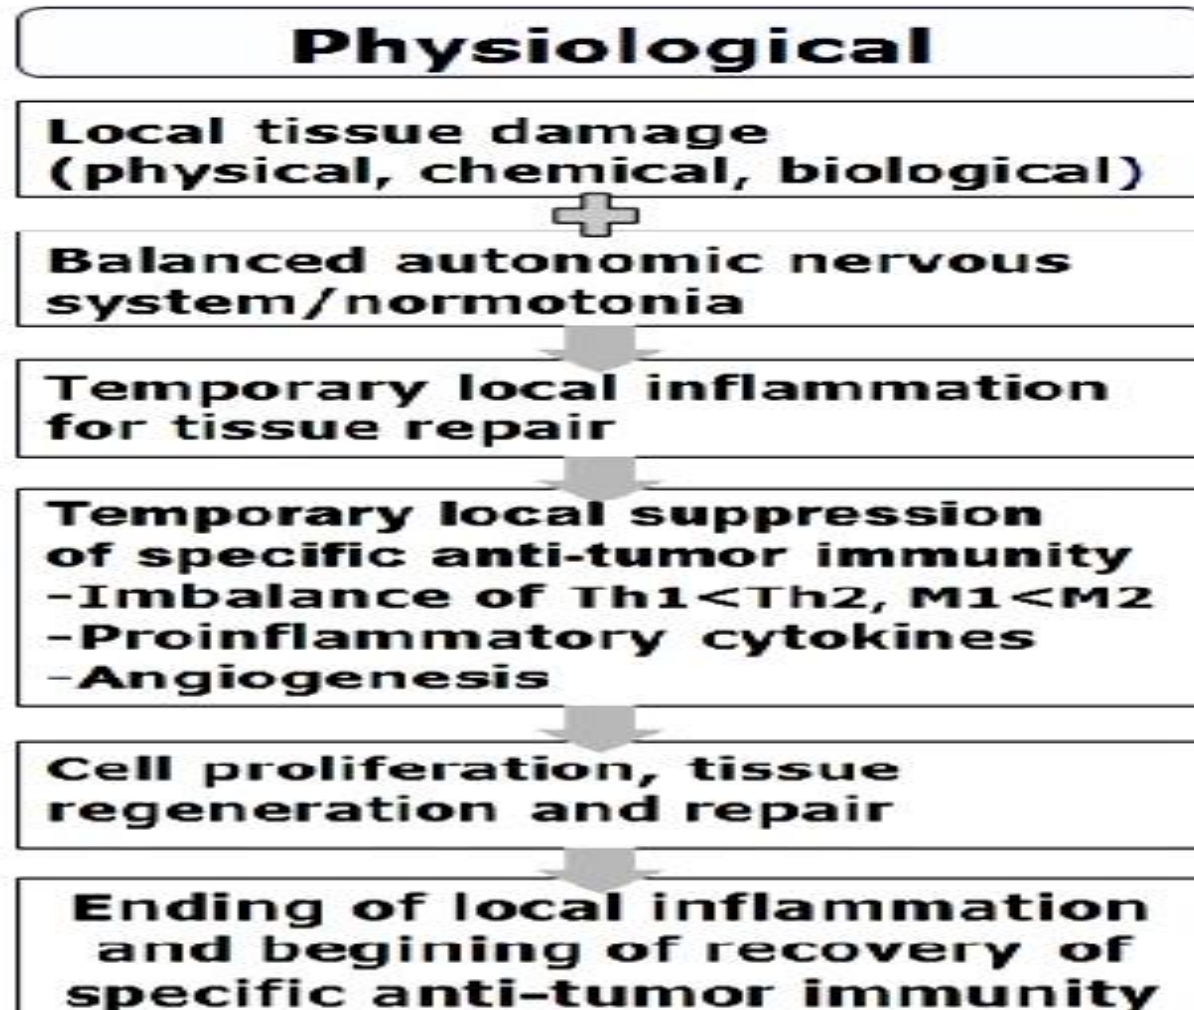 Physiological
Local tissue damage
(physical, chemical, biological)
Balanced autonomic nervous
system/normotonia
Temporary local inflammation
for tissue repair
Temporary local suppression
of specific anti-tumor immunity
-Imbalance of Th1<Th2, M1<M2
-Proinflammatory cytokines
-Angiogenesis
Cell proliferation, tissue
regeneration and repair
Ending of local inflammation
and begining of recovery of
specific anti-tumor immunity